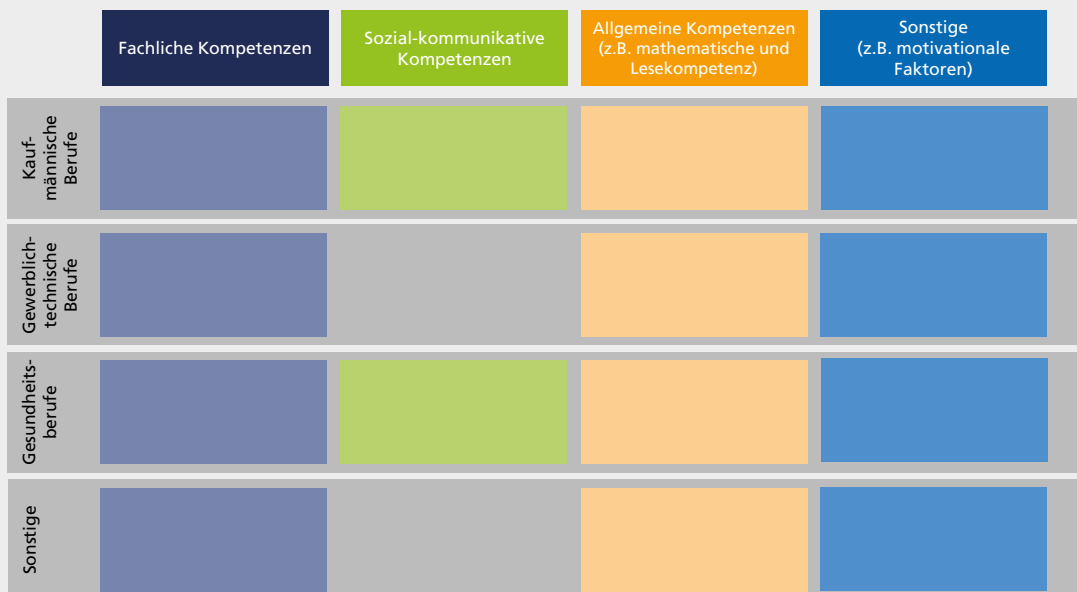 Fachliche Kompetenzen
Sozial-kommunikative
Kompetenzen
Allgemeine Kompetenzen
(z.B. mathematische und
Lesekompetenz)
Sonstige
(z.B. motivationale
Faktoren)
Kauf-
männische
Berufe
Gewerblich-
technische
Berufe
Gesundheits-
berufe
Sonstige